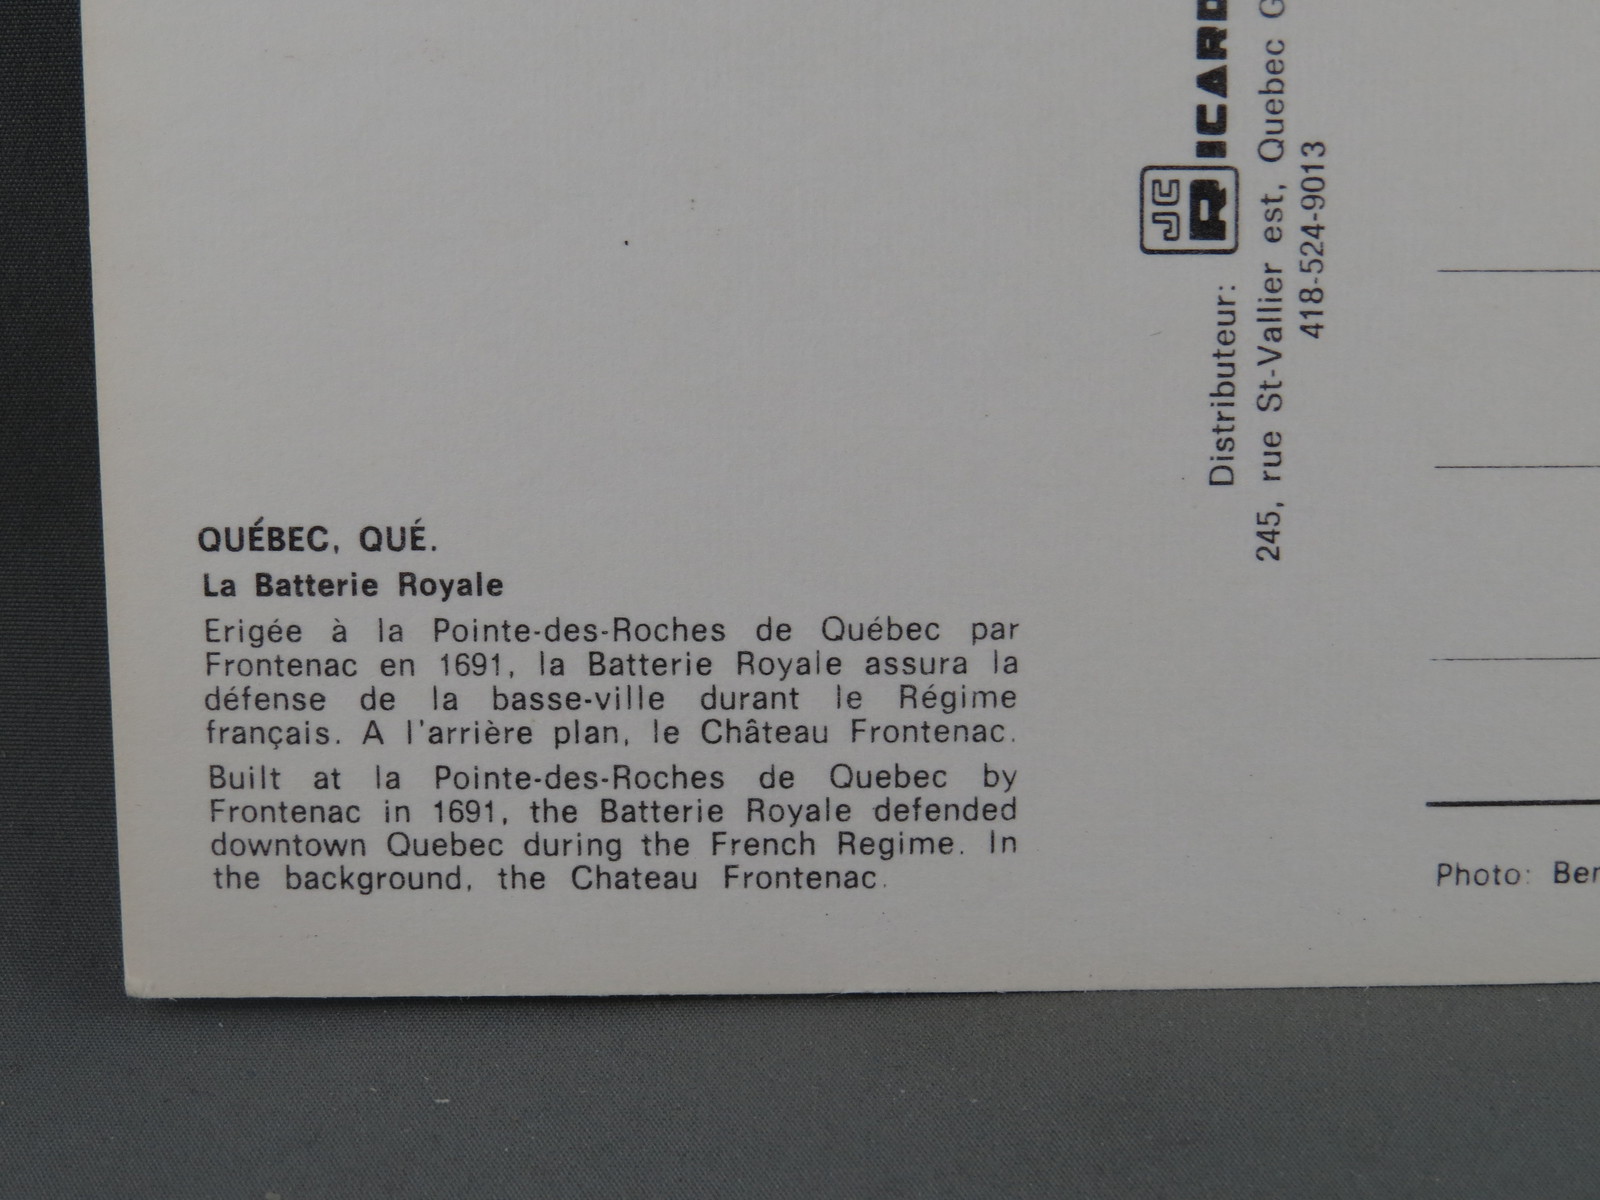 QUÉBEC, QUÉ.
La Batterie Royale
Erigée à la Pointe-des-Roches de Québec par
Frontenac en 1691, la Batterie Royale assura la
défense de la basse-ville durant le Régime
français. A l'arrière plan, le Château Frontenac.
Built at la Pointe-des-Roches de Quebec by
Frontenac in 1691, the Batterie Royale defended
downtown Quebec during the French Regime. In
the background, the Chateau Frontenac.
Distributeur: JC R ICARD
245, rue St-Vallier est, Quebec G
418-524-9013
Photo: Ber